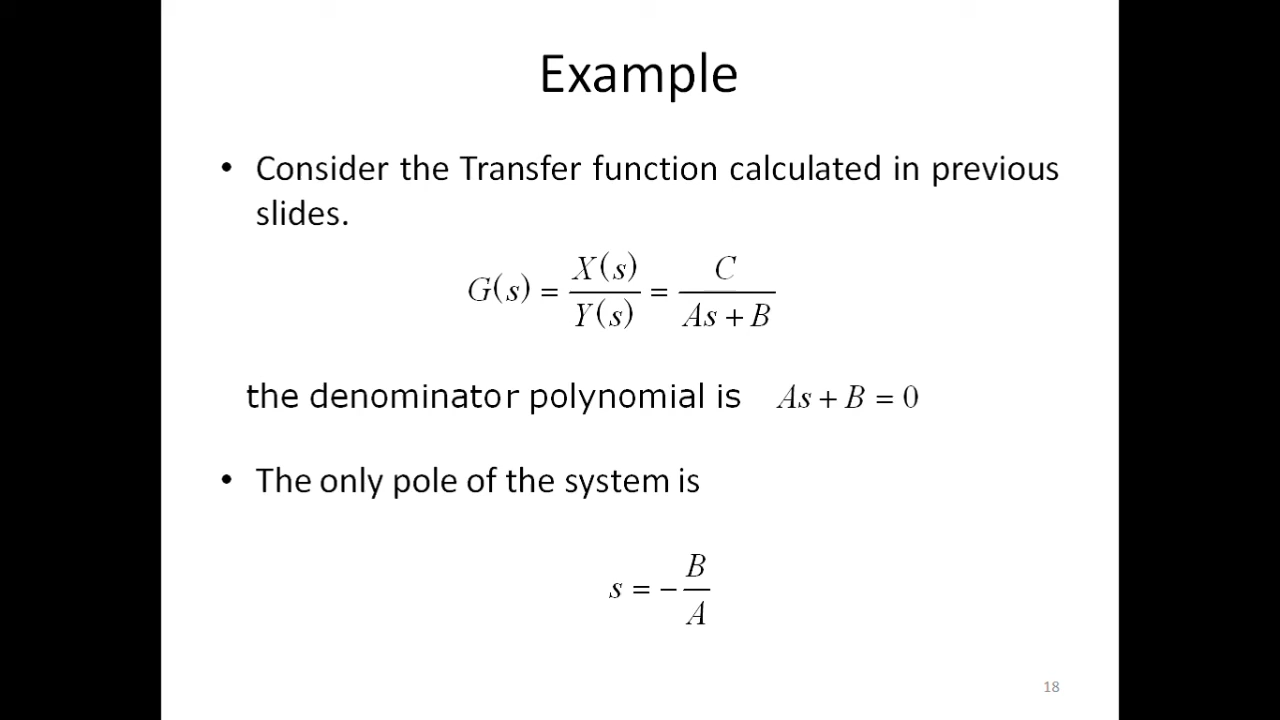 Example
• Consider the Transfer function calculated in previous
slides.
G(s) = X(s)/Y(s) = C/(As + B)
the denominator polynomial is As + B = 0
• The only pole of the system is
s = −B/A
18